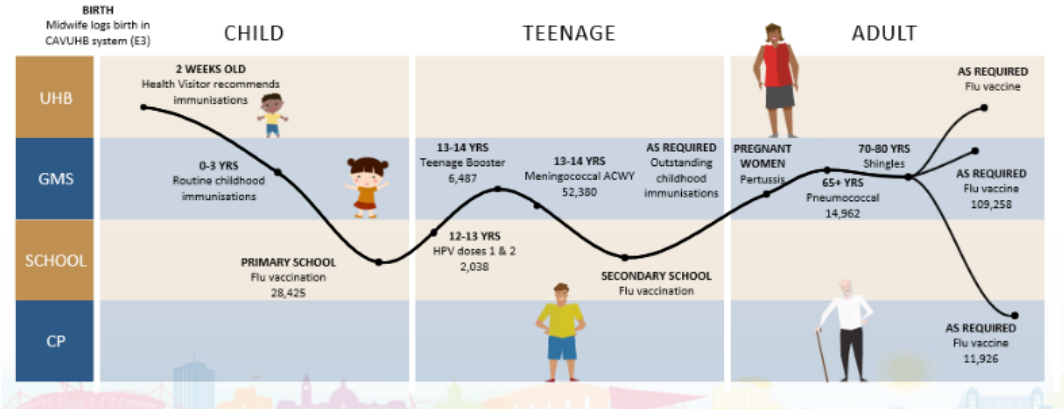 BIRTH
Midwife logs birth in
CAVUHB system (E3)
CHILD
TEENAGE
ADULT
UHB
2 WEEKS OLD
Health Visitor recommends
immunisations
AS REQUIRED
Flu vaccine
GMS
0-3 YRS
Routine childhood
immunisations
13-14 YRS
Teenage Booster
6,487
13-14 YRS
Meningococcal ACWY
52,380
AS REQUIRED
Outstanding
childhood
immunisations
PREGNANT
WOMEN
Pertussis
65+ YRS
Pneumococcal
14,962
70-80 YRS
Shingles
AS REQUIRED
Flu vaccine
109,258
SCHOOL
PRIMARY SCHOOL
Flu vaccination
28,425
12-13 YRS
HPV doses 1 & 2
2,038
SECONDARY SCHOOL
Flu vaccination
CP
AS REQUIRED
Flu vaccine
11,926